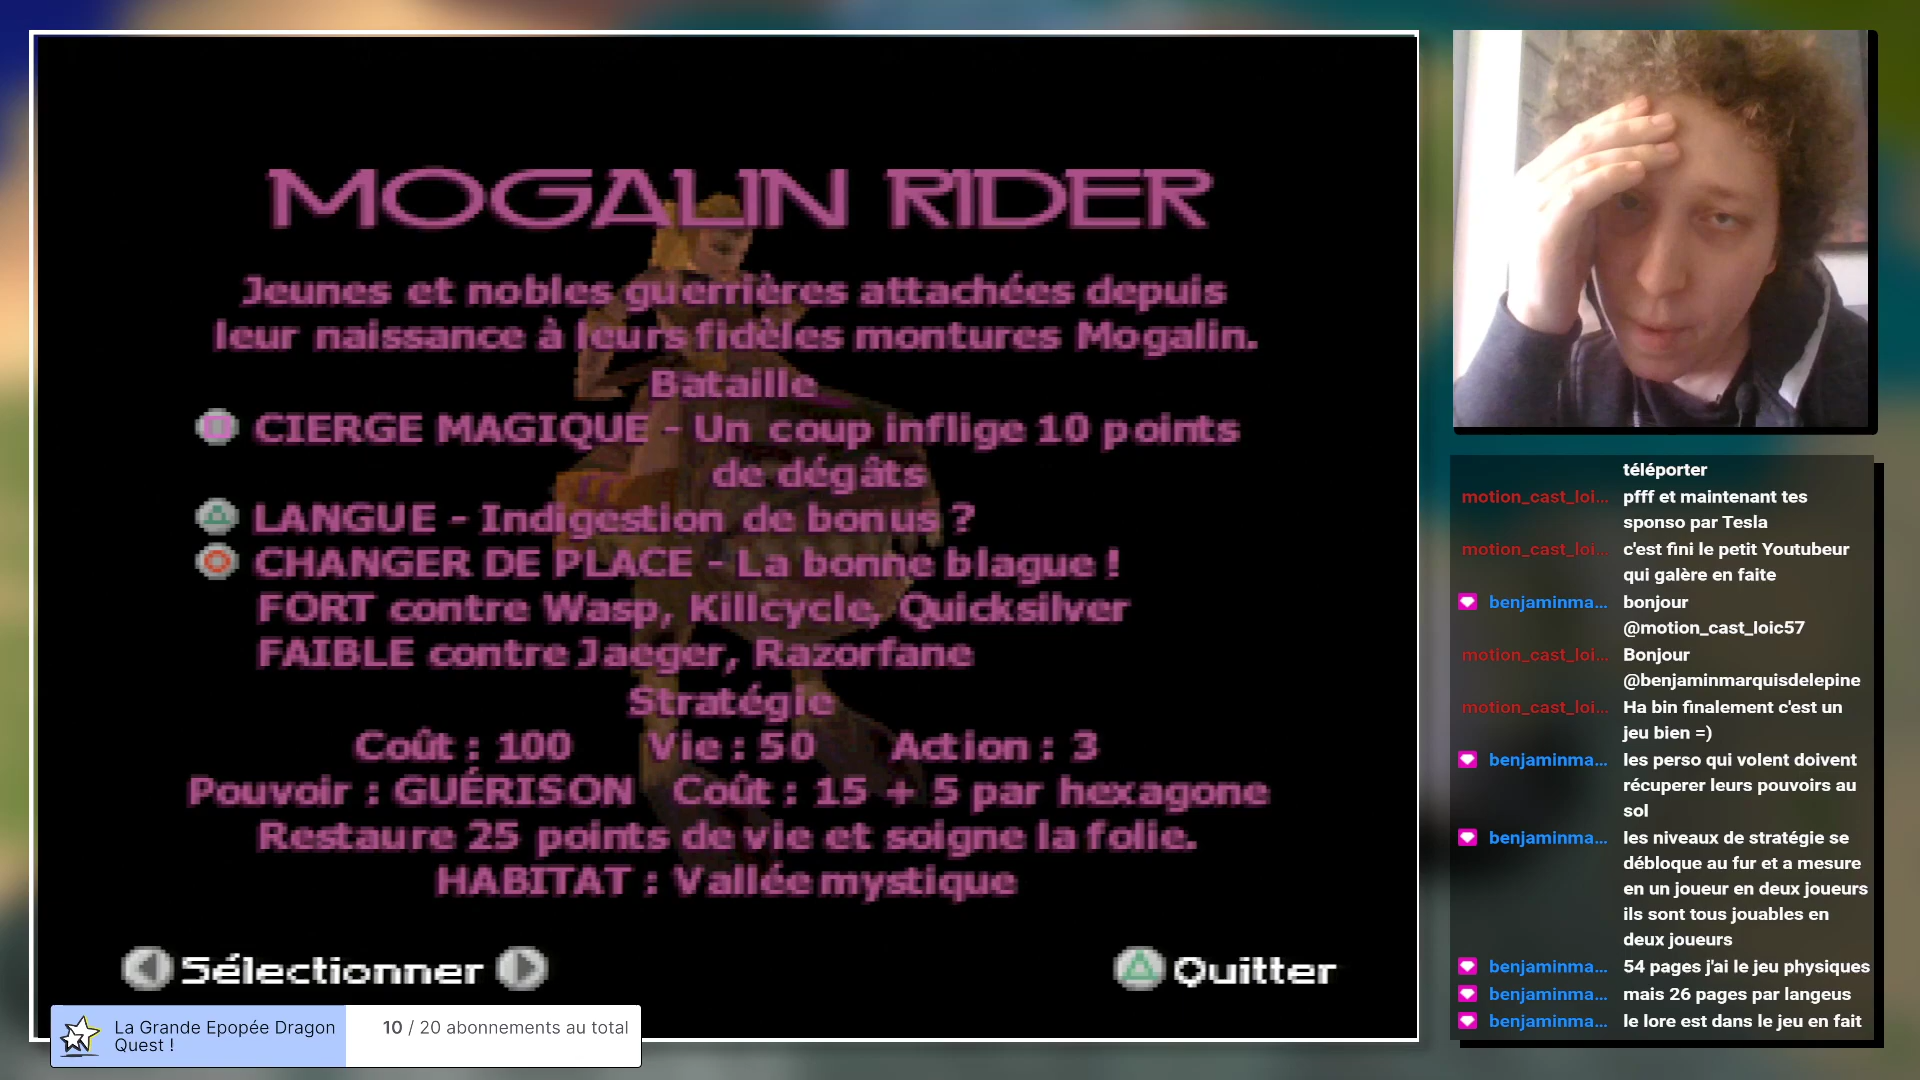 MOGALIN RIDER
Jeunes et nobles guerrières attachées depuis
leur naissance à leurs fidèles montures Mogalin.
Bataille
CIERGE MAGIQUE - Un coup inflige 10 points
de dégâts
LANGUE - Indigestion de bonus ?
CHANGER DE PLACE - La bonne blague !
FORT contre Wasp, Killcycle, Quicksilver
FAIBLE contre Jaeger, Razorfane
Stratégie
Coût : 100 Vie : 50 Action : 3
Pouvoir : GUÉRISON Coût : 15 + 5 par hexagone
Restaure 25 points de vie et soigne la folie.
HABITAT : Vallée mystique
Sélectionner
Quitter
La Grande Epopée Dragon
Quest !
10 / 20 abonnements au total
téléporter
motion_cast_loi... pfff et maintenant tes
sponso par Tesla
motion_cast_loi... c'est fini le petit Youtubeur
qui galère en faite
benjaminma... bonjour
@motion_cast_loic57
motion_cast_loi... Bonjour
@benjaminmarquisdelepine
motion_cast_loi... Ha bin finalement c'est un
jeu bien =)
benjaminma... les perso qui volent doivent
récuperer leurs pouvoirs au
sol
benjaminma... les niveaux de stratégie se
débloque au fur et a mesure
en un joueur en deux joueurs
ils sont tous jouables en
deux joueurs
benjaminma... 54 pages j'ai le jeu physiques
benjaminma... mais 26 pages par langeus
benjaminma... le lore est dans le jeu en fait